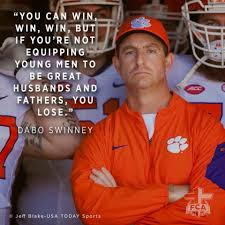 "YOU CAN WIN,
WIN, WIN, BUT
IF YOU'RE NOT
EQUIPPING
YOUNG MEN TO
BE GREAT
HUSBANDS AND
FATHERS, YOU
LOSE."
DABO SWINNEY
ACC
FCA
© Jeff Blake-USA TODAY Sports